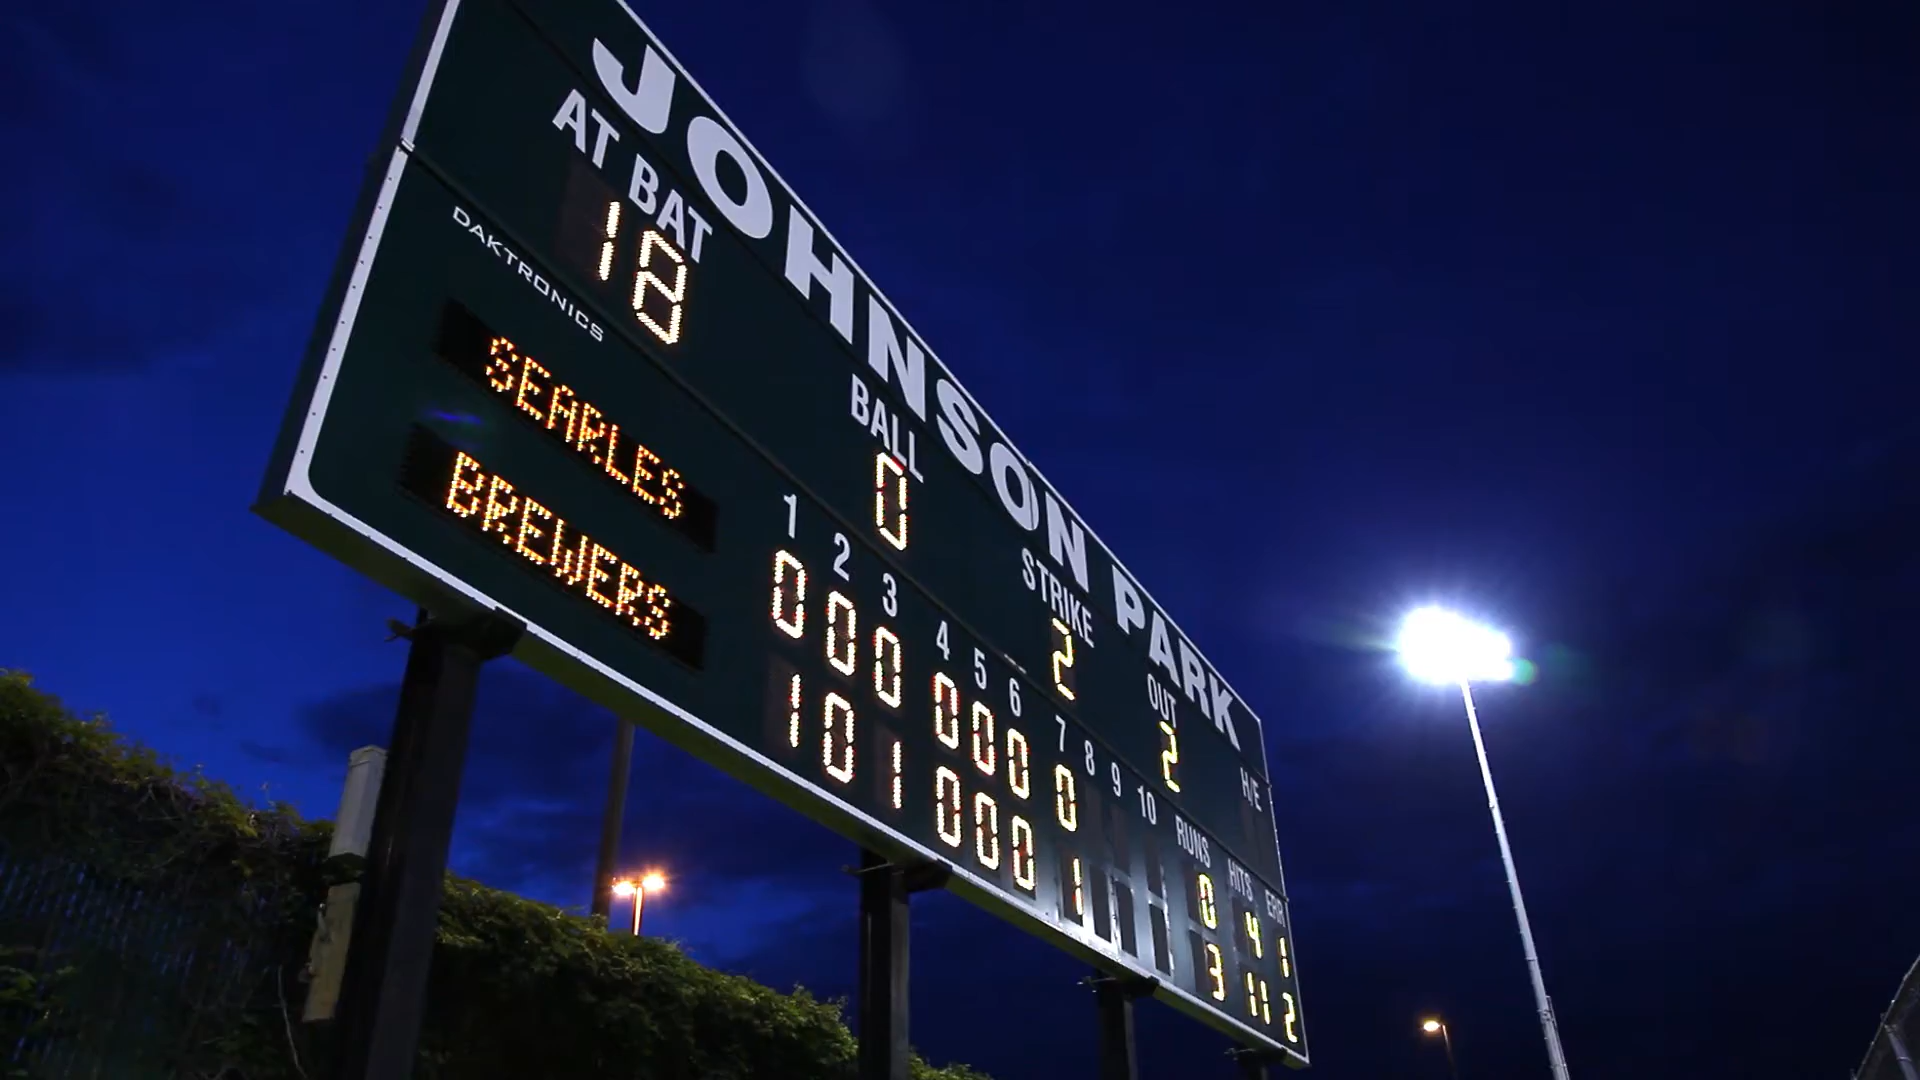 JOHNSON PARK
AT BAT BALL STRIKE OUT H/E
18 0 2 2
DAKTRONICS
1 2 3 4 5 6 7 8 9 10 RUNS HITS ERR
SEARLES 0 0 0 0 0 0 0 0 4 1
BREWERS 1 0 1 0 0 0 1 3 11 2